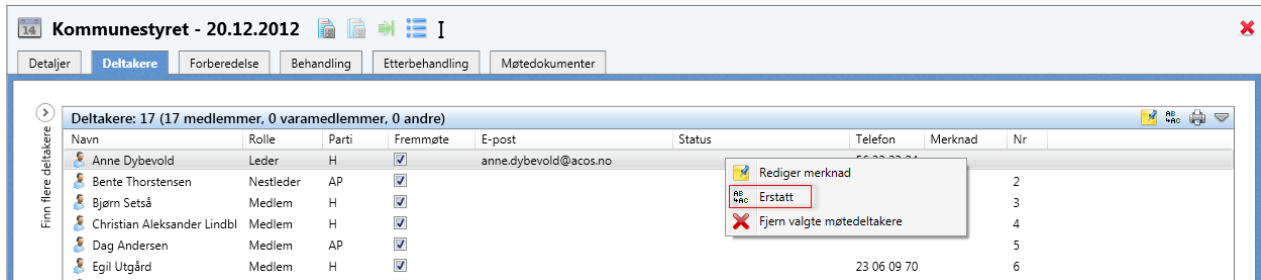 14 Kommunestyret - 20.12.2012
Detaljer Deltakere Forberedelse Behandling Etterbehandling Møtedokumenter
Finn flere deltakere
Deltakere: 17 (17 medlemmer, 0 varamedlemmer, 0 andre)
Navn Rolle Parti Fremmøte E-post Status Telefon Merknad Nr
Anne Dybevold Leder H anne.dybevold@acos.no
Rediger merknad
Bente Thorstensen Nestleder AP 2
Erstatt
Bjørn Setså Medlem H 3
Fjern valgte møtedeltakere
Christian Aleksander Lindbl Medlem H 4
Dag Andersen Medlem AP 5
Egil Utgård Medlem H 23 06 09 70 6